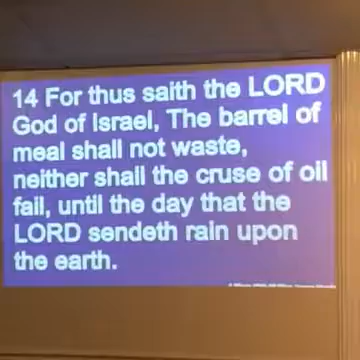 14 For thus saith the LORD
God of Israel, The barrel of
meal shall not waste,
neither shall the cruse of oil
fail, until the day that the
LORD sendeth rain upon
the earth.